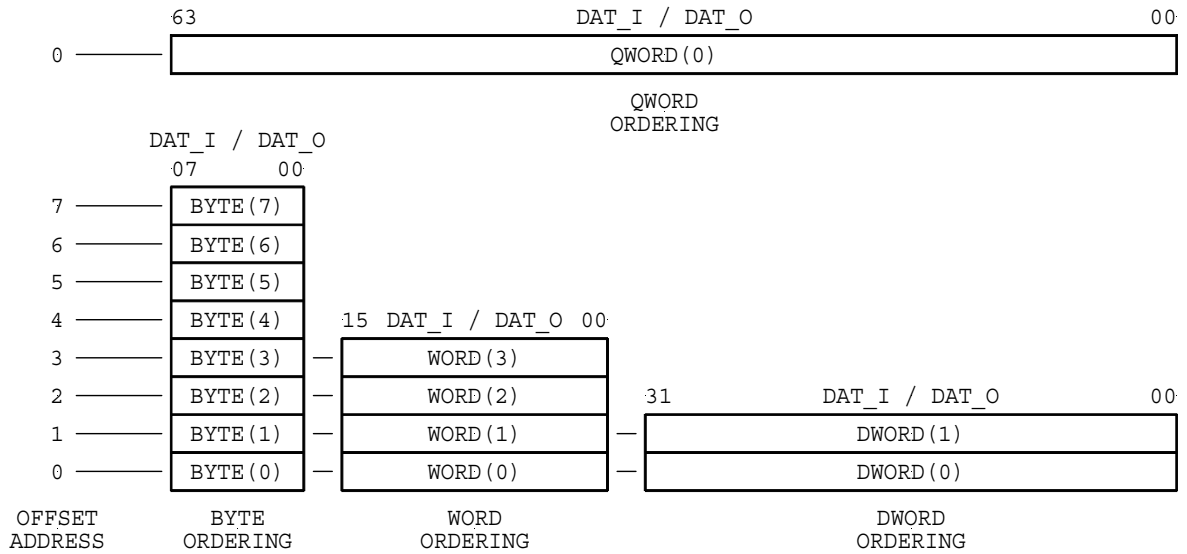 63 DAT_I / DAT_O 00
0 QWORD(0)
QWORD
ORDERING
DAT_I / DAT_O
07 00
7 BYTE(7)
6 BYTE(6)
5 BYTE(5)
4 BYTE(4) 15 DAT_I / DAT_O 00
3 BYTE(3) WORD(3)
2 BYTE(2) WORD(2) 31 DAT_I / DAT_O 00
1 BYTE(1) WORD(1) DWORD(1)
0 BYTE(0) WORD(0) DWORD(0)
OFFSET BYTE WORD DWORD
ADDRESS ORDERING ORDERING ORDERING